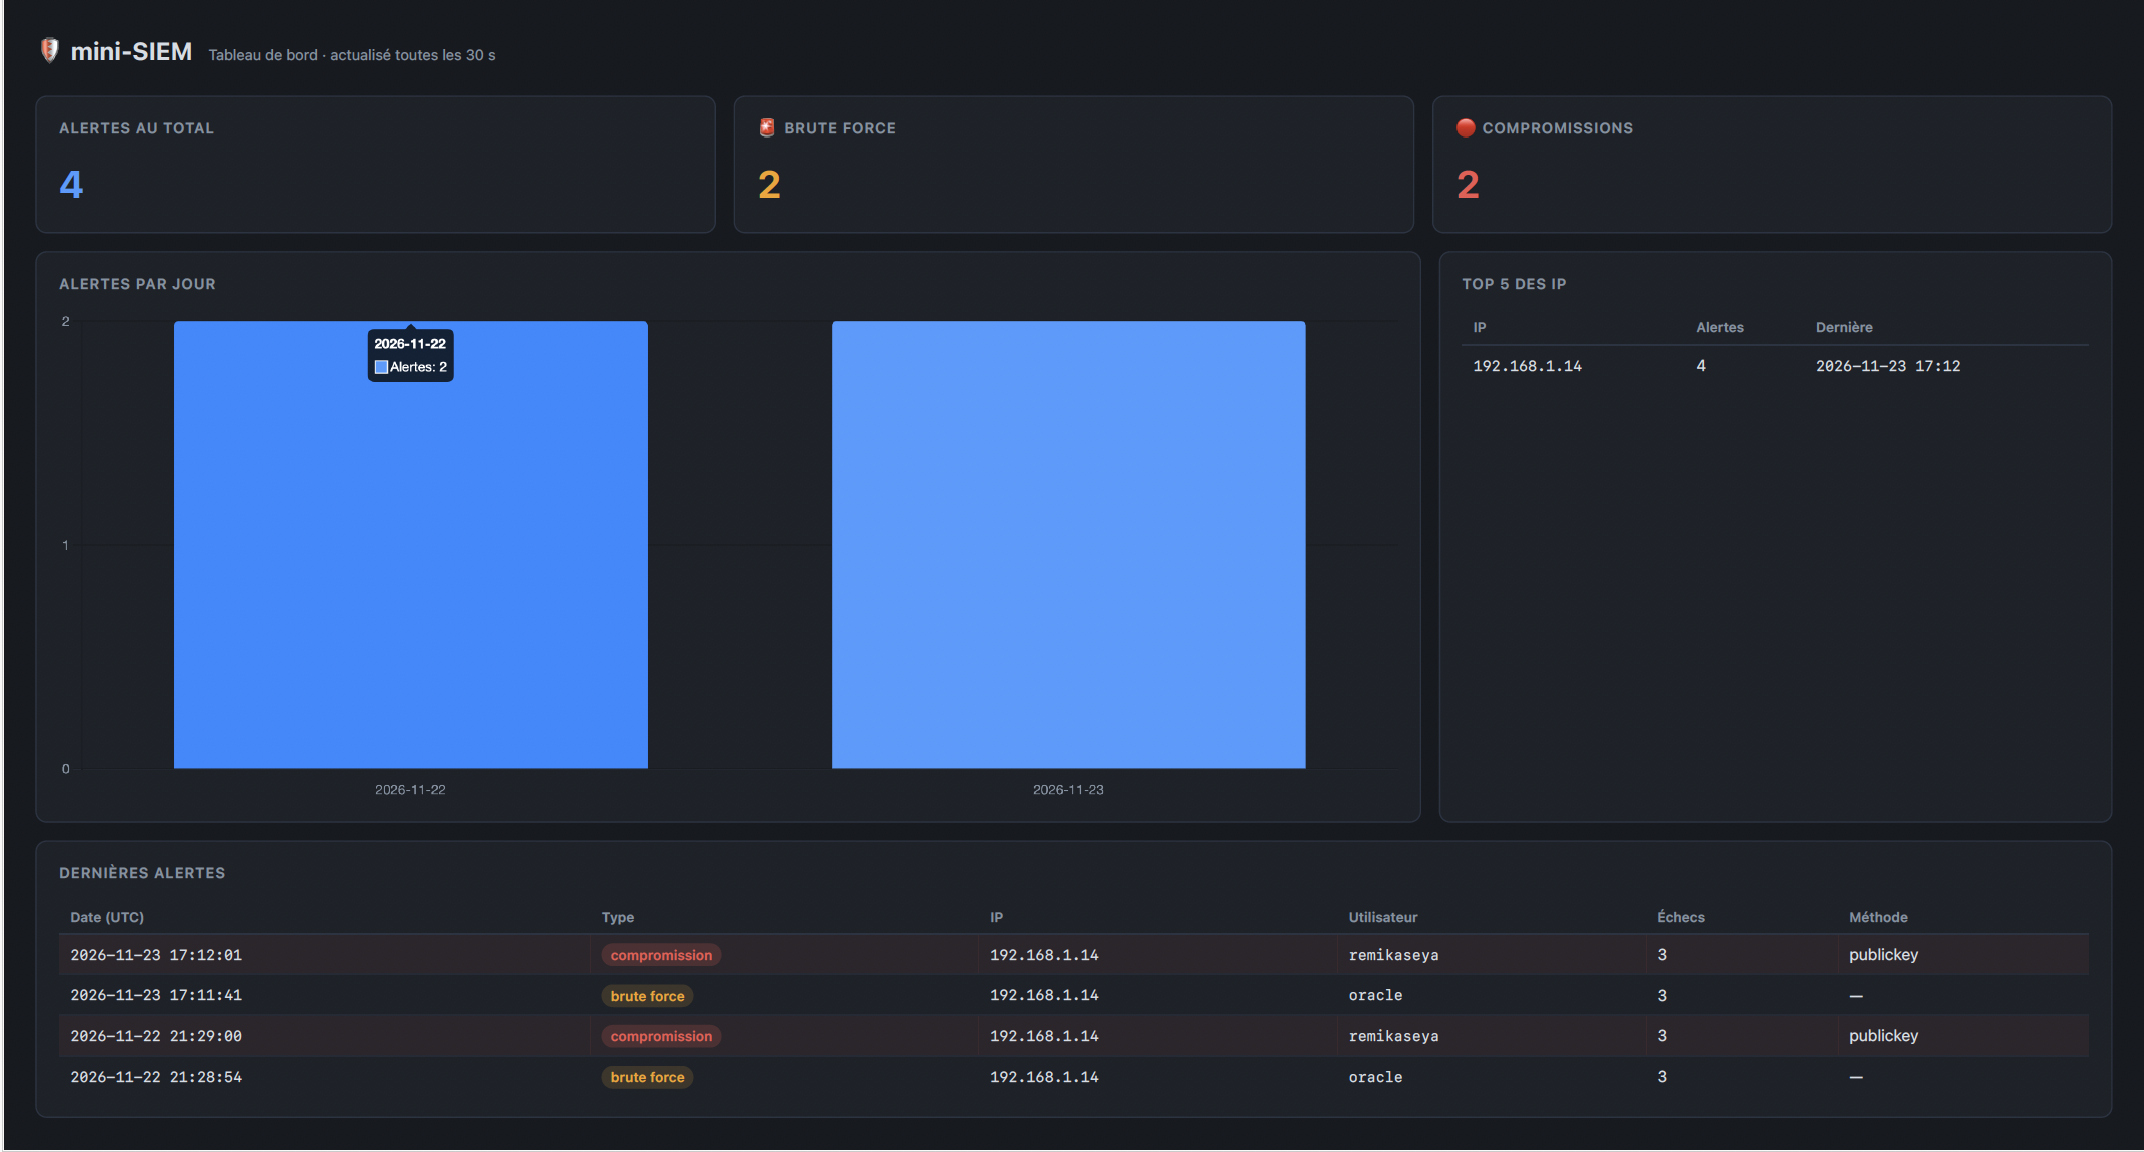 mini-SIEM Tableau de bord · actualisé toutes les 30 s
ALERTES AU TOTAL
4
BRUTE FORCE
2
COMPROMISSIONS
2
ALERTES PAR JOUR
2
1
0
2026-11-22
Alertes: 2
2026-11-22 2026-11-23
TOP 5 DES IP
IP Alertes Dernière
192.168.1.14 4 2026-11-23 17:12
DERNIÈRES ALERTES
Date (UTC) Type IP Utilisateur Échecs Méthode
2026-11-23 17:12:01 compromission 192.168.1.14 remikaseya 3 publickey
2026-11-23 17:11:41 brute force 192.168.1.14 oracle 3 —
2026-11-22 21:29:00 compromission 192.168.1.14 remikaseya 3 publickey
2026-11-22 21:28:54 brute force 192.168.1.14 oracle 3 —